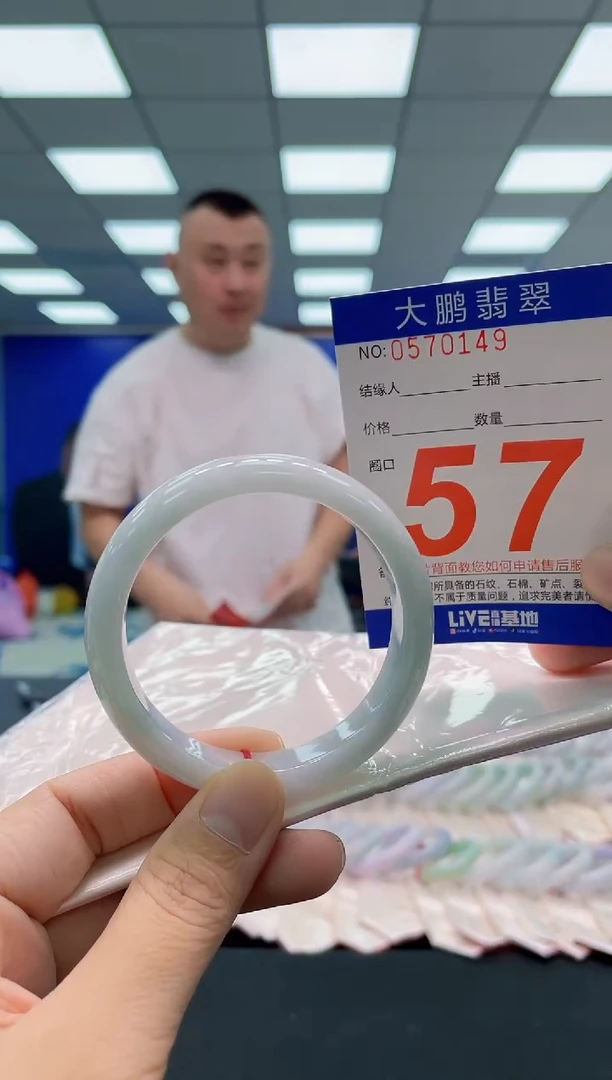 大鹏翡翠
NO:0570149
结缘人 主播
价格 数量
圈口
57
背面教您如何申请售后服
所具备的石纹、石棉、矿点、裂
不属于质量问题,追求完美者请
LiVE 基地